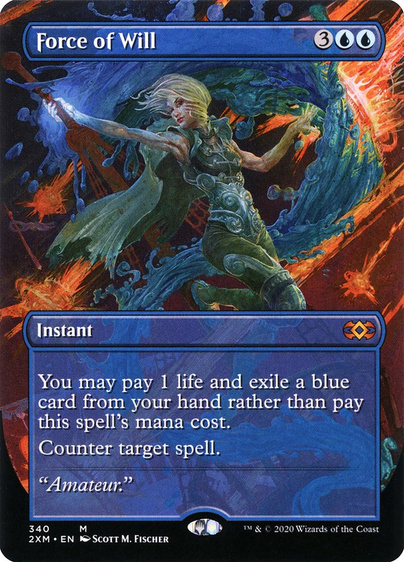 Force of Will 3
Instant
You may pay 1 life and exile a blue
card from your hand rather than pay
this spell's mana cost.
Counter target spell.
“Amateur.”
340 M
2XM • EN Scott M. Fischer
™ & © 2020 Wizards of the Coast